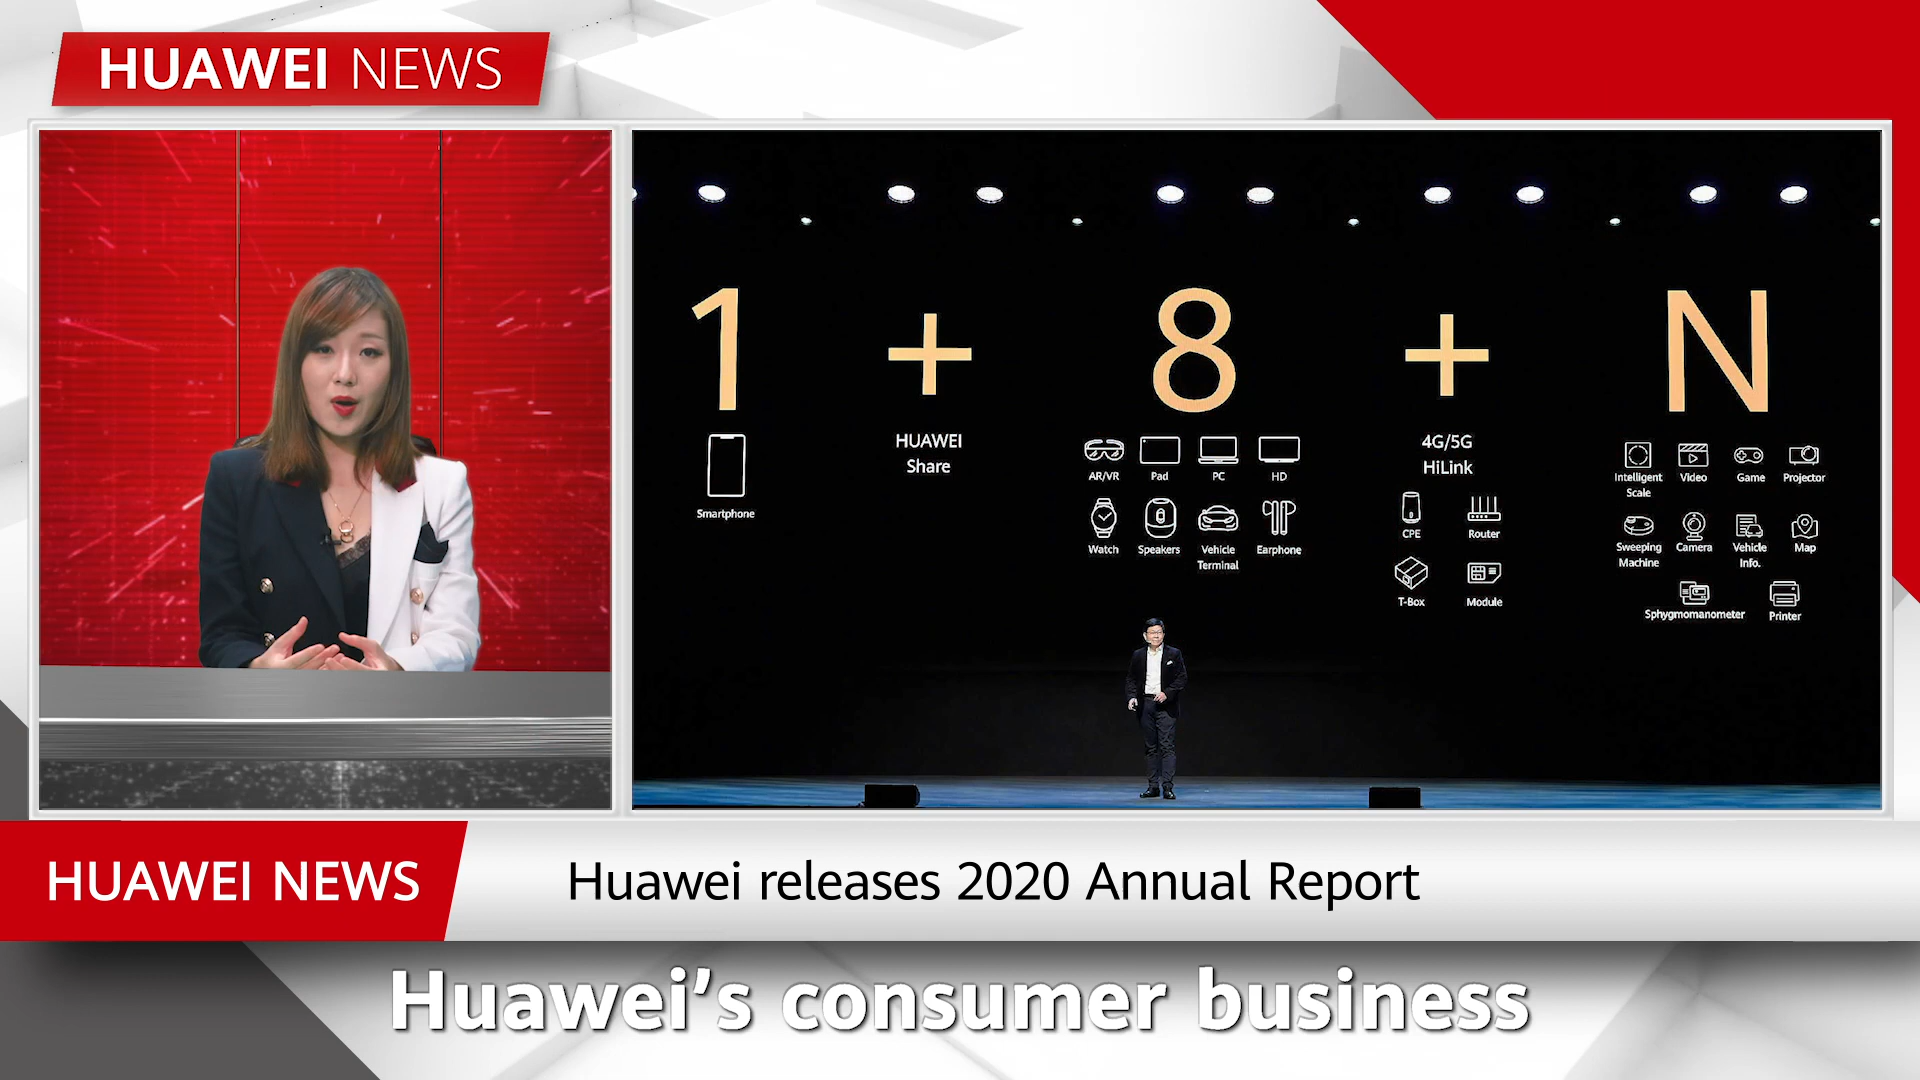 HUAWEI NEWS
1 + 8 + N
Smartphone
HUAWEI
Share
AR/VR Pad PC HD
Watch Speakers Vehicle Terminal Earphone
4G/5G
HiLink
CPE Router
T-Box Module
Intelligent Scale Video Game Projector
Sweeping Machine Camera Vehicle Info. Map
Sphygmomanometer Printer
HUAWEI NEWS
Huawei releases 2020 Annual Report
Huawei's consumer business